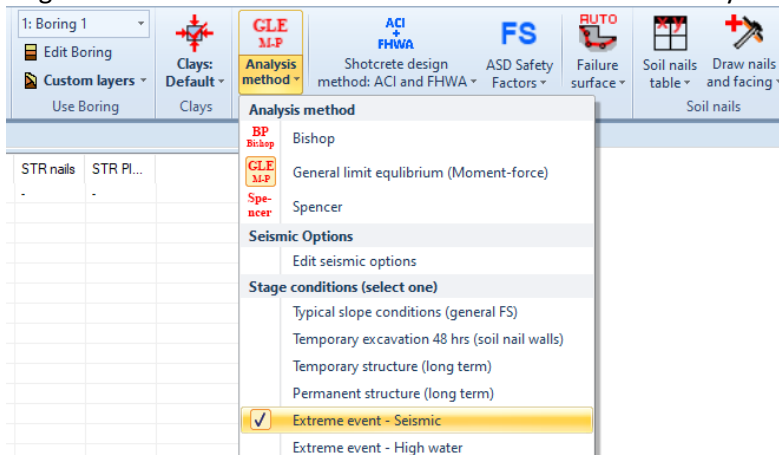 1: Boring 1
Edit Boring
Custom layers
Use Boring
Clays:
Default
Clays
GLE
M-P
Analysis
method
ACI
+
FHWA
Shotcrete design
method: ACI and FHWA
FS
ASD Safety
Factors
AUTO
Failure
surface
xy
Soil nails
table
Draw nails
and facing
Soil nails
STR nails STR Pl...
- -
Analysis method
BP
Bishop
Bishop
GLE
M-P
General limit equlibrium (Moment-force)
Spe-
ncer
Spencer
Seismic Options
Edit seismic options
Stage conditions (select one)
Typical slope conditions (general FS)
Temporary excavation 48 hrs (soil nail walls)
Temporary structure (long term)
Permanent structure (long term)
Extreme event - Seismic
Extreme event - High water